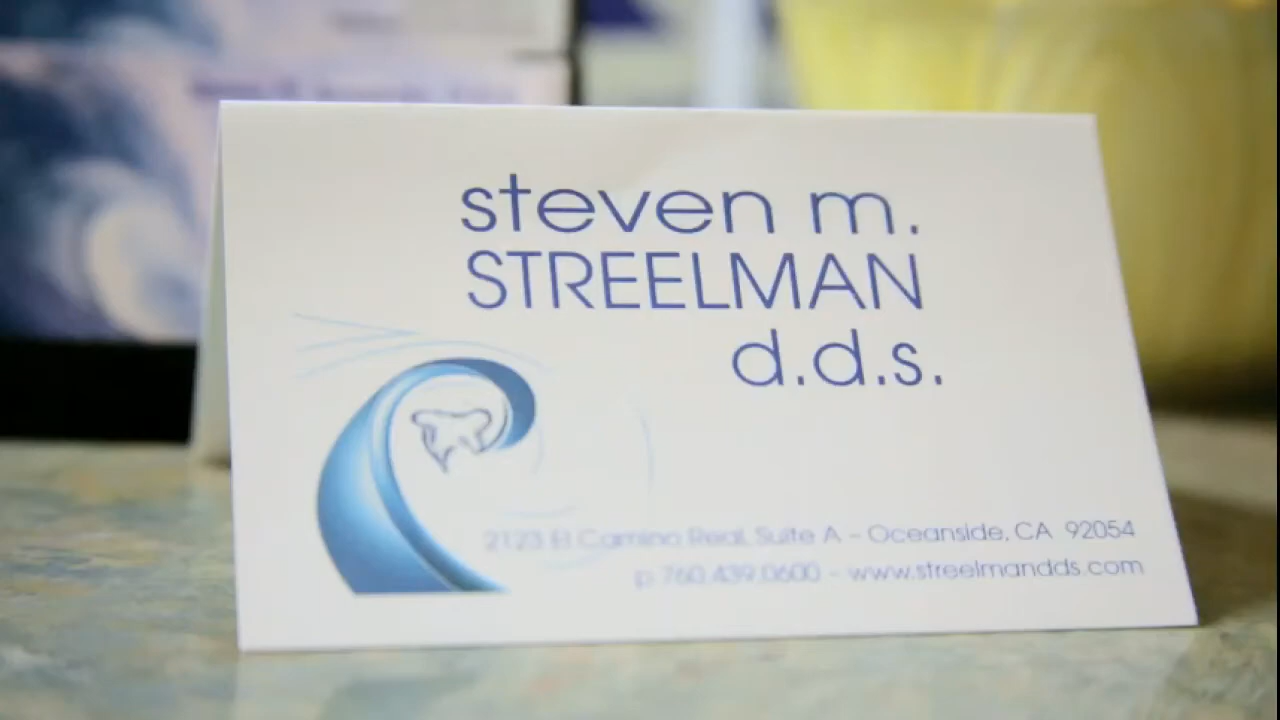 steven m.
STREELMAN
d.d.s.
2123 El Camino Real, Suite A - Oceanside, CA 92054
p 760.439.0600 - www.streelmandds.com